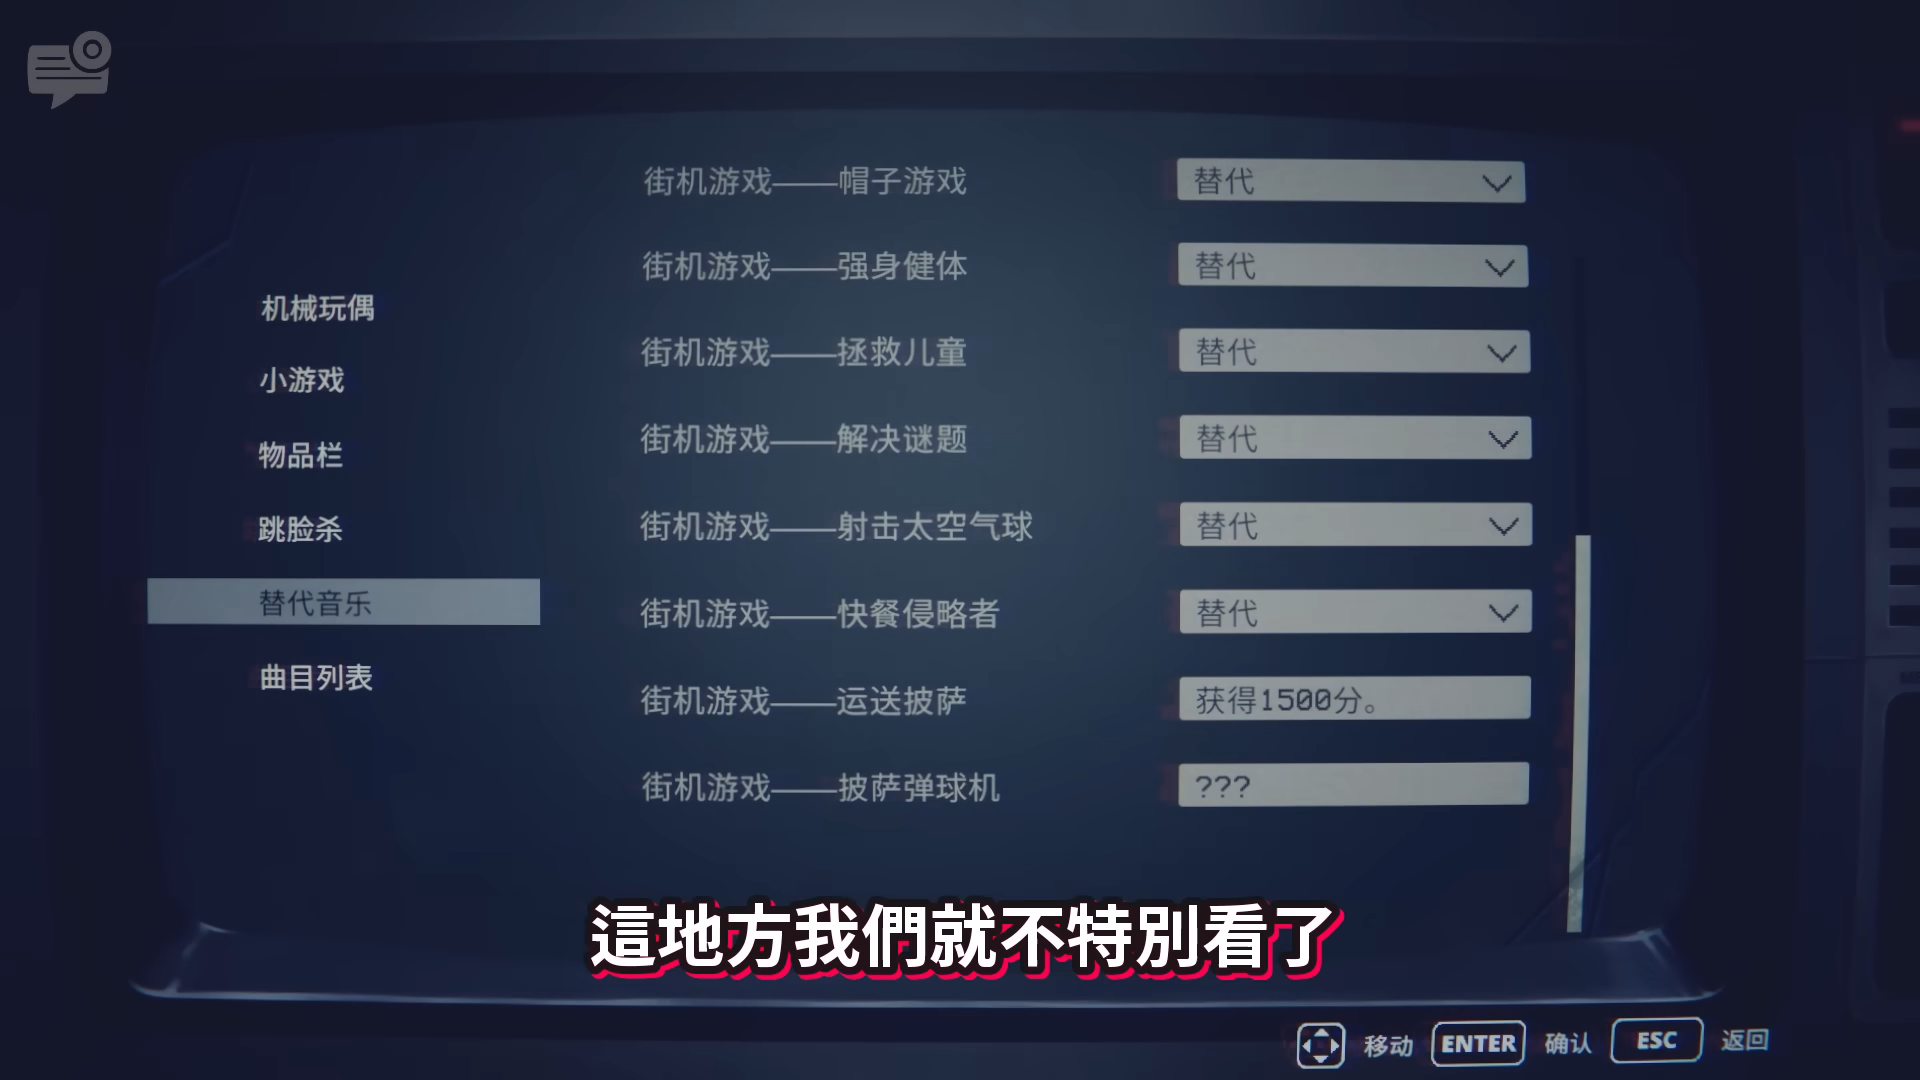 机械玩偶
小游戏
物品栏
跳脸杀
替代音乐
曲目列表
街机游戏——帽子游戏 替代
街机游戏——强身健体 替代
街机游戏——拯救儿童 替代
街机游戏——解决谜题 替代
街机游戏——射击太空气球 替代
街机游戏——快餐侵略者 替代
街机游戏——运送披萨 获得1500分。
街机游戏——披萨弹球机 ???
這地方我們就不特別看了
移动 ENTER 确认 ESC 返回